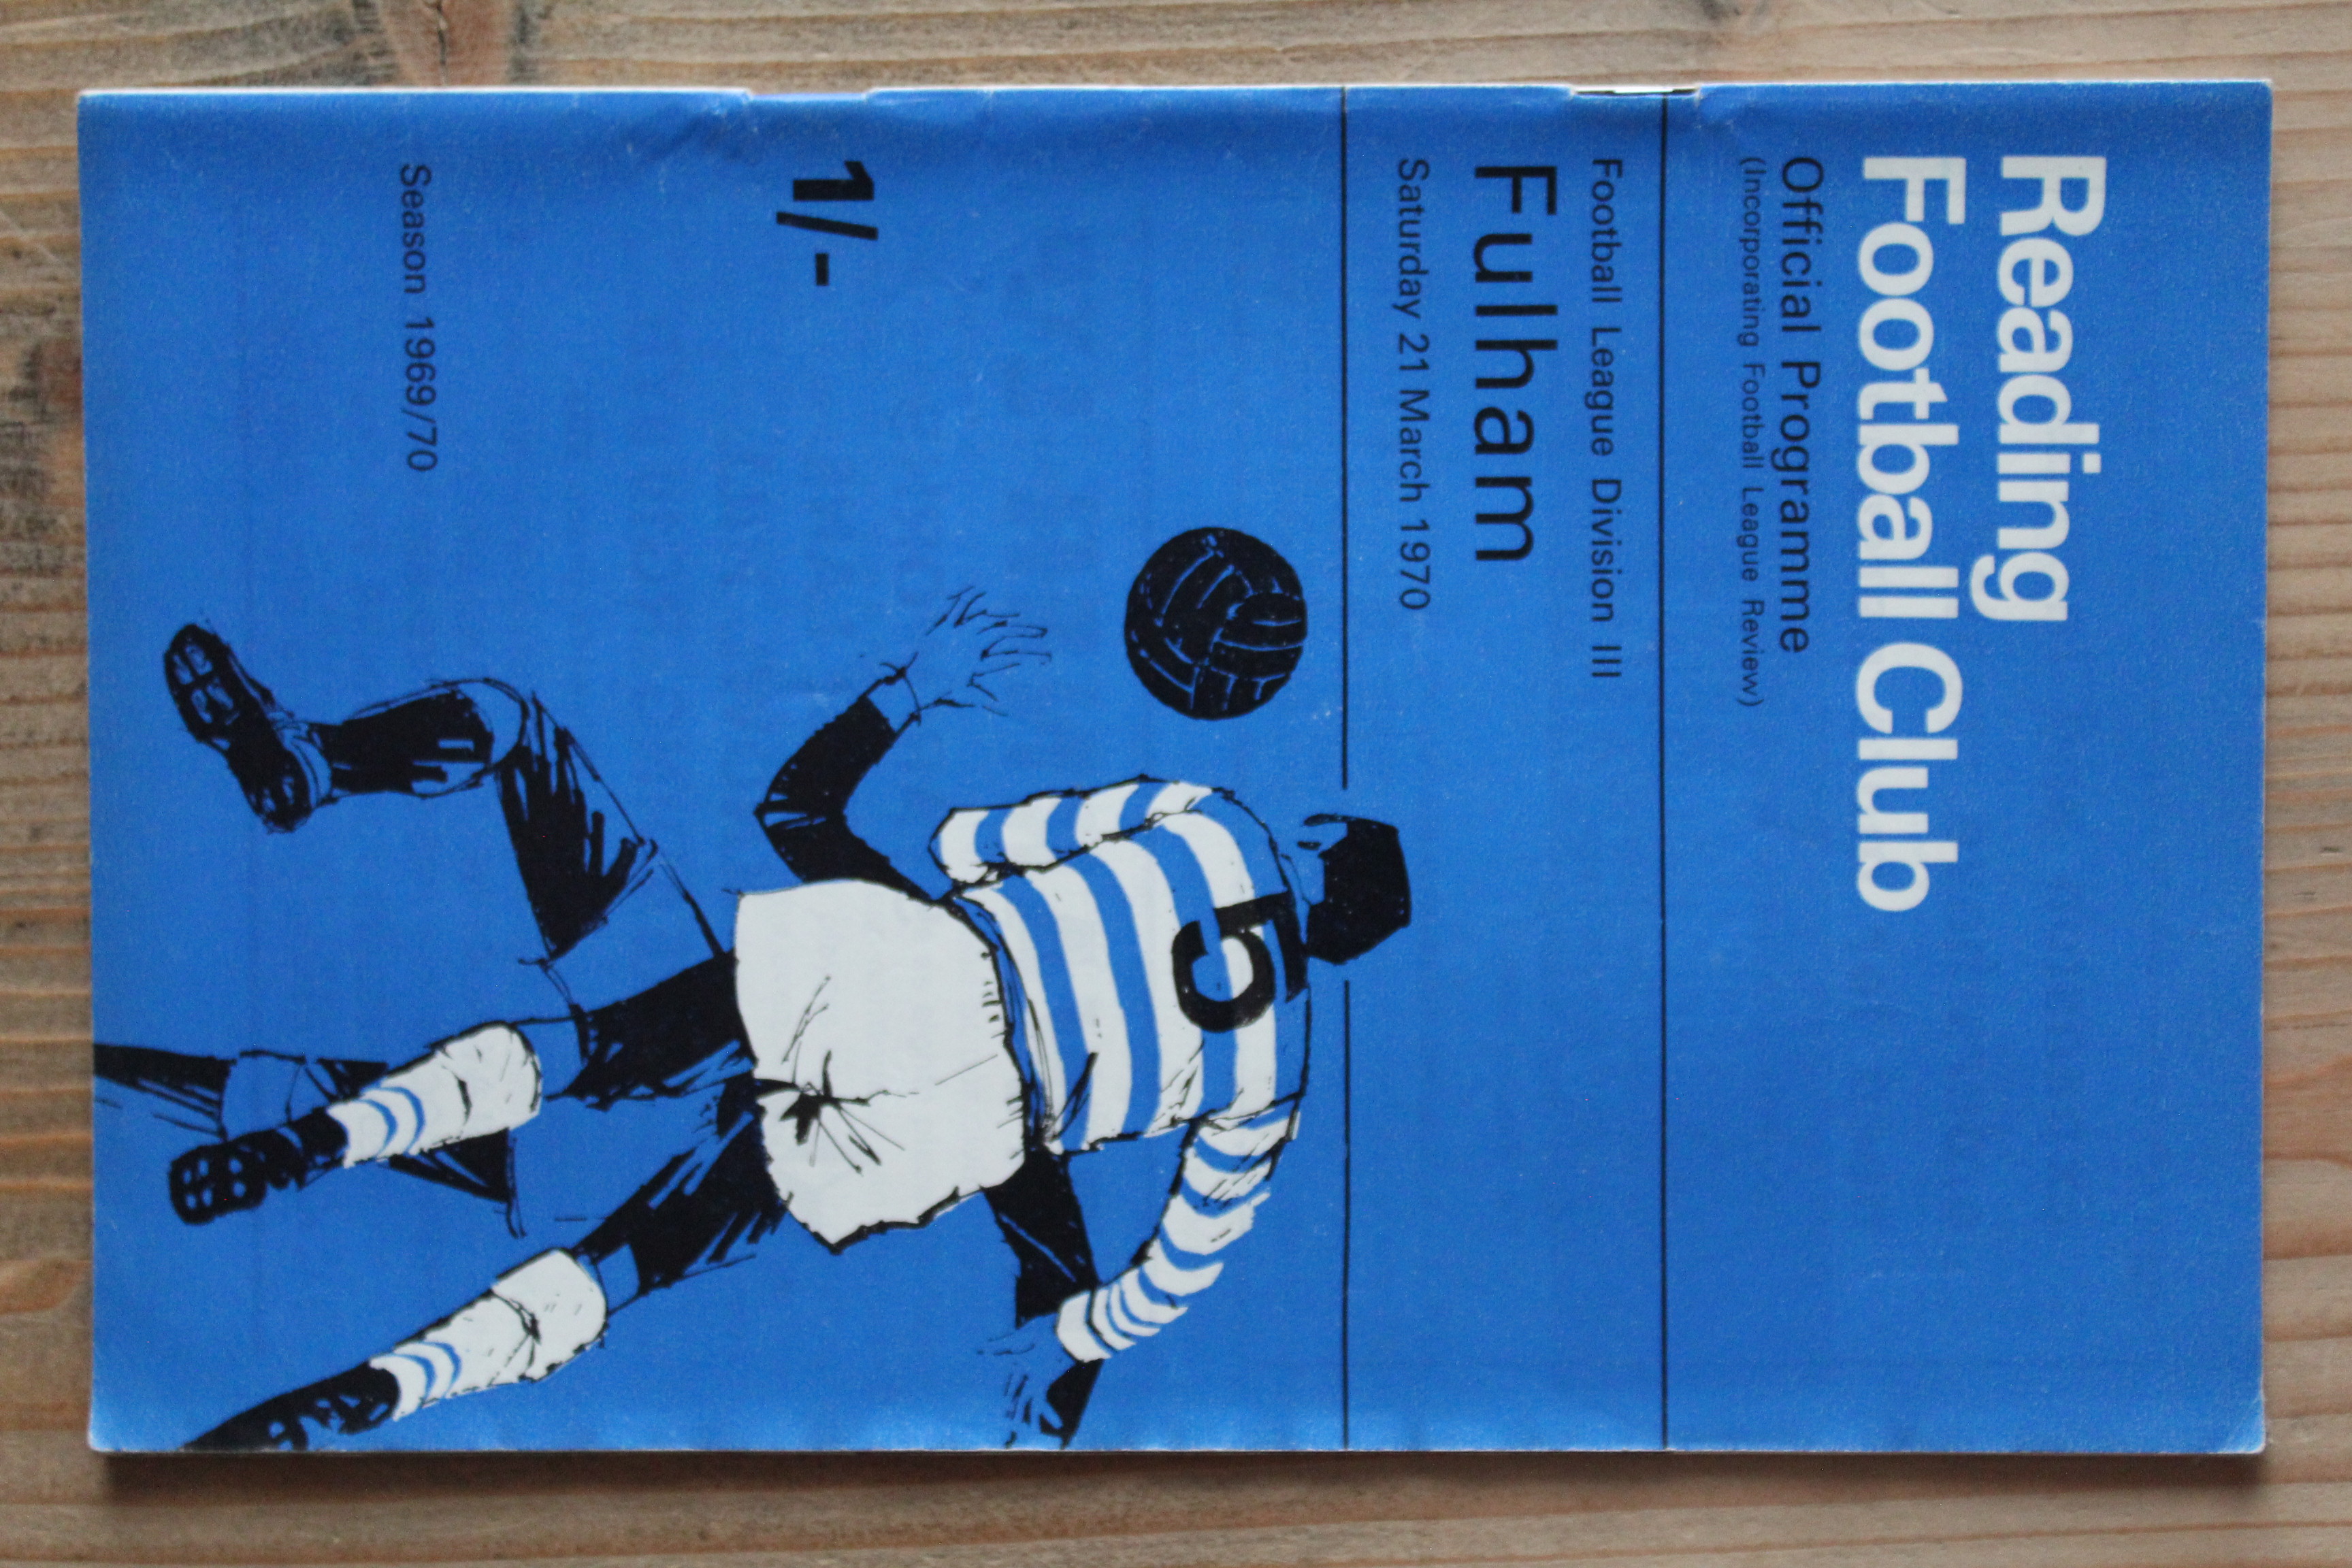 Reading
Football Club
Official Programme
(Incorporating Football League Review)
Football League Division III
Fulham
Saturday 21 March 1970
5
1/-
Season 1969/70